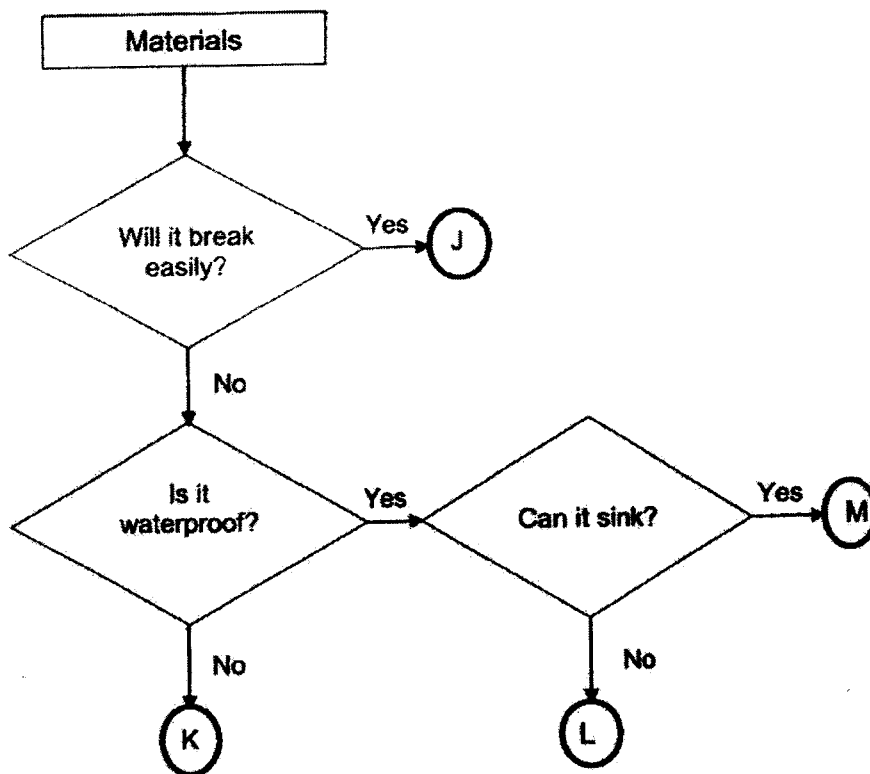 Materials
Will it break
easily?
Yes
J
No
Is it
waterproof?
Yes
Can it sink?
Yes
M
No
K
No
L